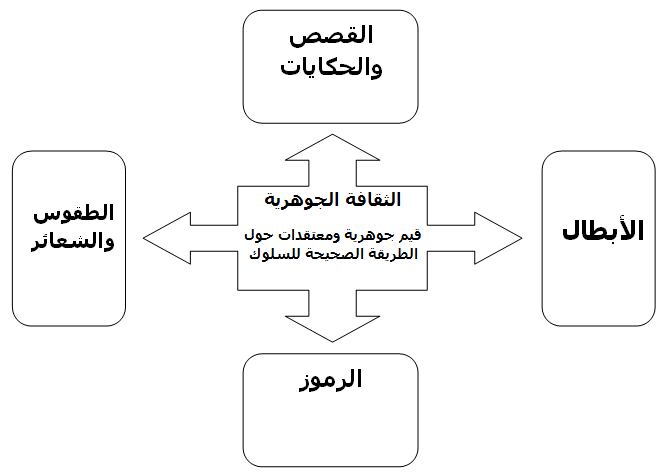 القصص
والحكايات
الثقافة الجوهرية
قيم جوهرية ومعتقدات حول
الطريقة الصحيحة للسلوك
الأبطال
الطقوس
والشعائر
الرموز